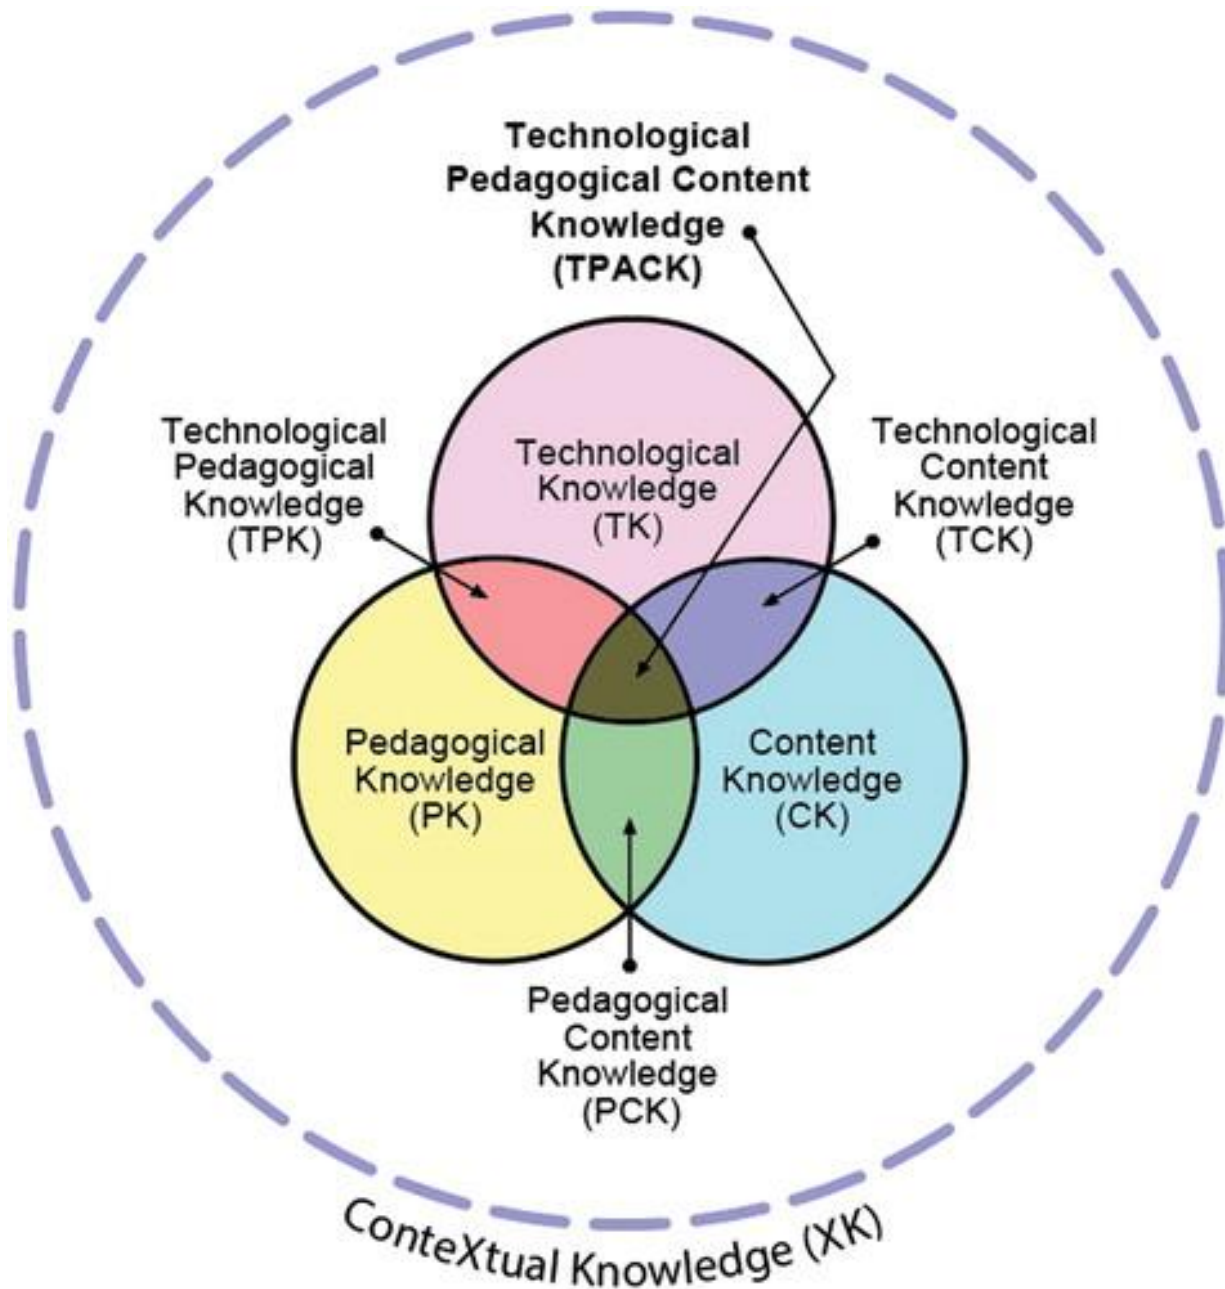 Technological
Pedagogical Content
Knowledge
(TPACK)
Technological
Pedagogical
Knowledge
(TPK)
Technological
Knowledge
(TK)
Technological
Content
Knowledge
(TCK)
Pedagogical
Knowledge
(PK)
Content
Knowledge
(CK)
Pedagogical
Content
Knowledge
(PCK)
ConteXtual Knowledge (XK)